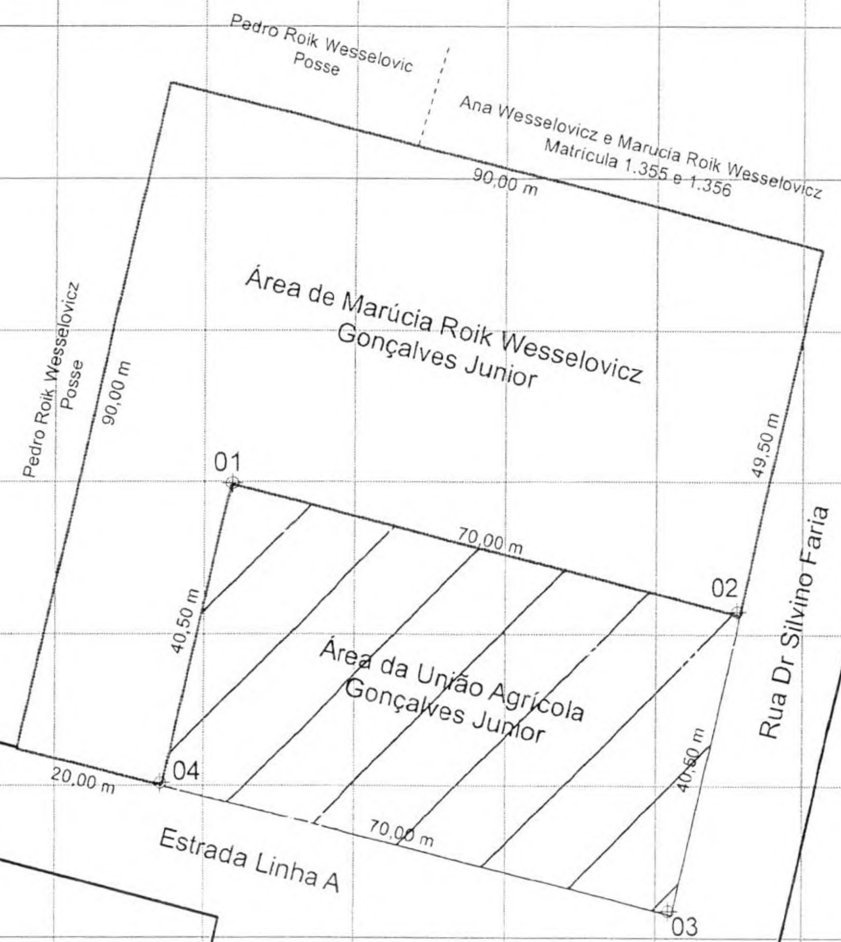 Pedro Roik Wesselovic
Posse
Ana Wesselovicz e Marucia Roik Wesselovicz
Matrícula 1.355 e 1.356
90,00 m
Área de Marúcia Roik Wesselovicz
Gonçalves Junior
Pedro Roik Wesselovicz
Posse
90,00 m
49,50 m
01
70,00 m
02
Rua Dr Silvino Faria
40,50 m
Área da União Agrícola
Gonçalves Junior
40,50 m
04
20,00 m
70,00 m
Estrada Linha A
03